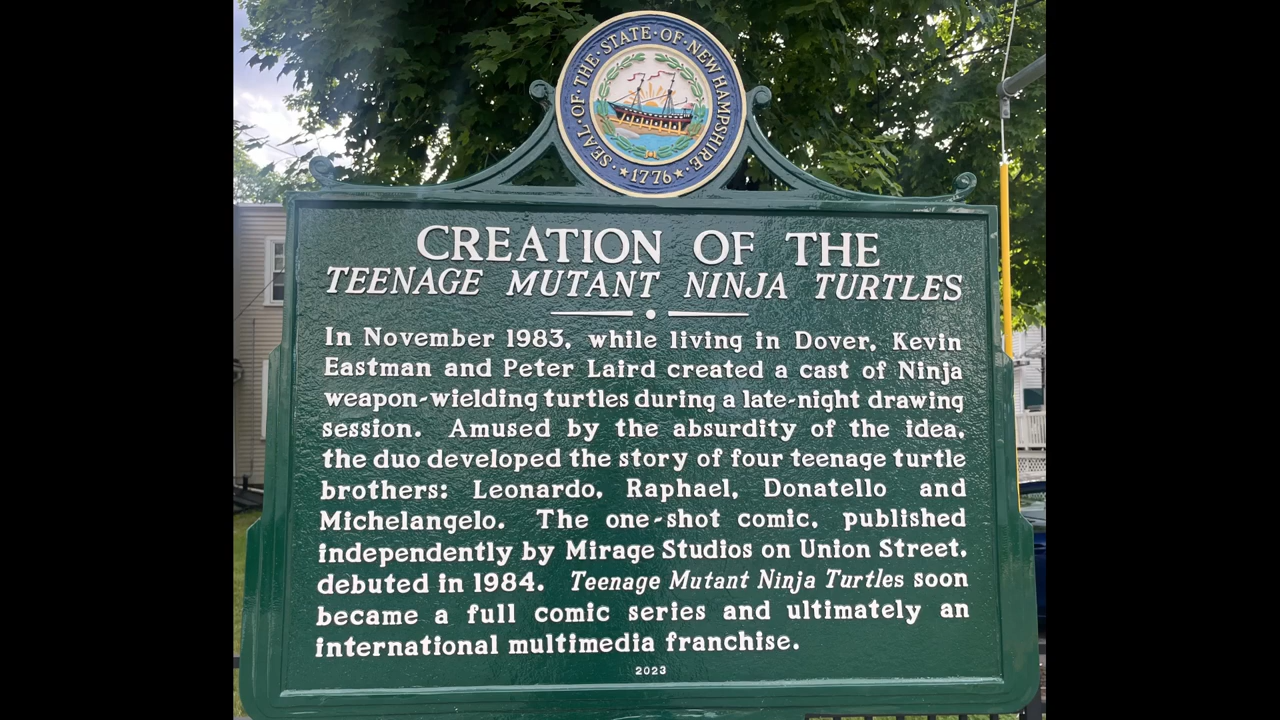 SEAL · OF · THE · STATE · OF · NEW HAMPSHIRE
★ 1776 ★
CREATION OF THE
TEENAGE MUTANT NINJA TURTLES
In November 1983, while living in Dover, Kevin
Eastman and Peter Laird created a cast of Ninja
weapon-wielding turtles during a late-night drawing
session. Amused by the absurdity of the idea,
the duo developed the story of four teenage turtle
brothers: Leonardo, Raphael, Donatello and
Michelangelo. The one-shot comic, published
independently by Mirage Studios on Union Street,
debuted in 1984. Teenage Mutant Ninja Turtles soon
became a full comic series and ultimately an
international multimedia franchise.
2023